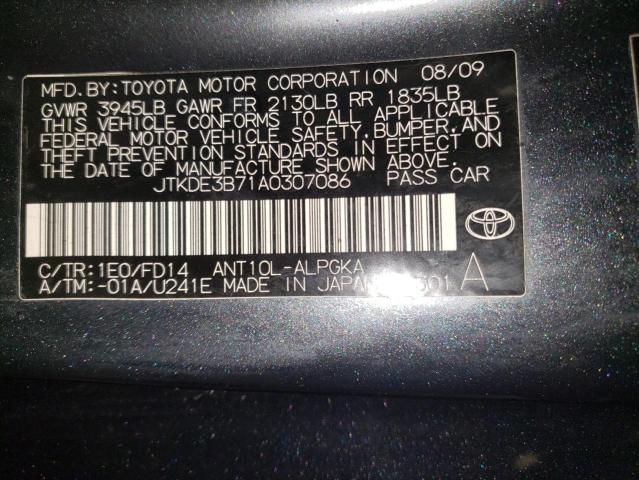 MFD.BY:TOYOTA MOTOR CORPORATION 08/09
GVWR 3945LB GAWR FR 2130LB RR 1835LB
THIS VEHICLE CONFORMS TO ALL APPLICABLE
FEDERAL MOTOR VEHICLE SAFETY,BUMPER,AND
THEFT PREVENTION STANDARDS IN EFFECT ON
THE DATE OF MANUFACTURE SHOWN ABOVE.
JTKDE3B71A0307086 PASS CAR
C/TR:1E0/FD14 ANT10L-ALPGKA
A/TM:-01A/U241E MADE IN JAPAN
A